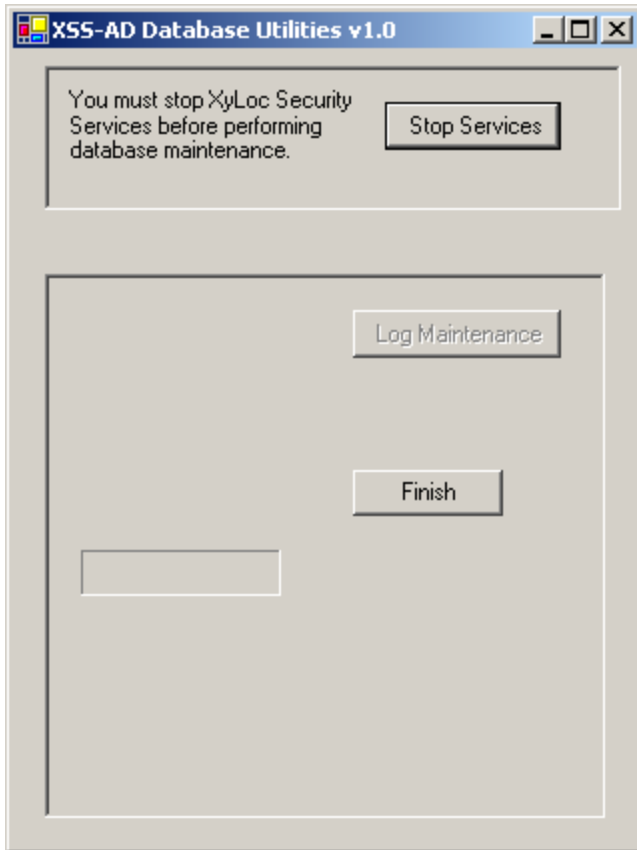 XSS-AD Database Utilities v1.0
You must stop XyLoc Security
Services before performing
database maintenance.
Stop Services
Log Maintenance
Finish